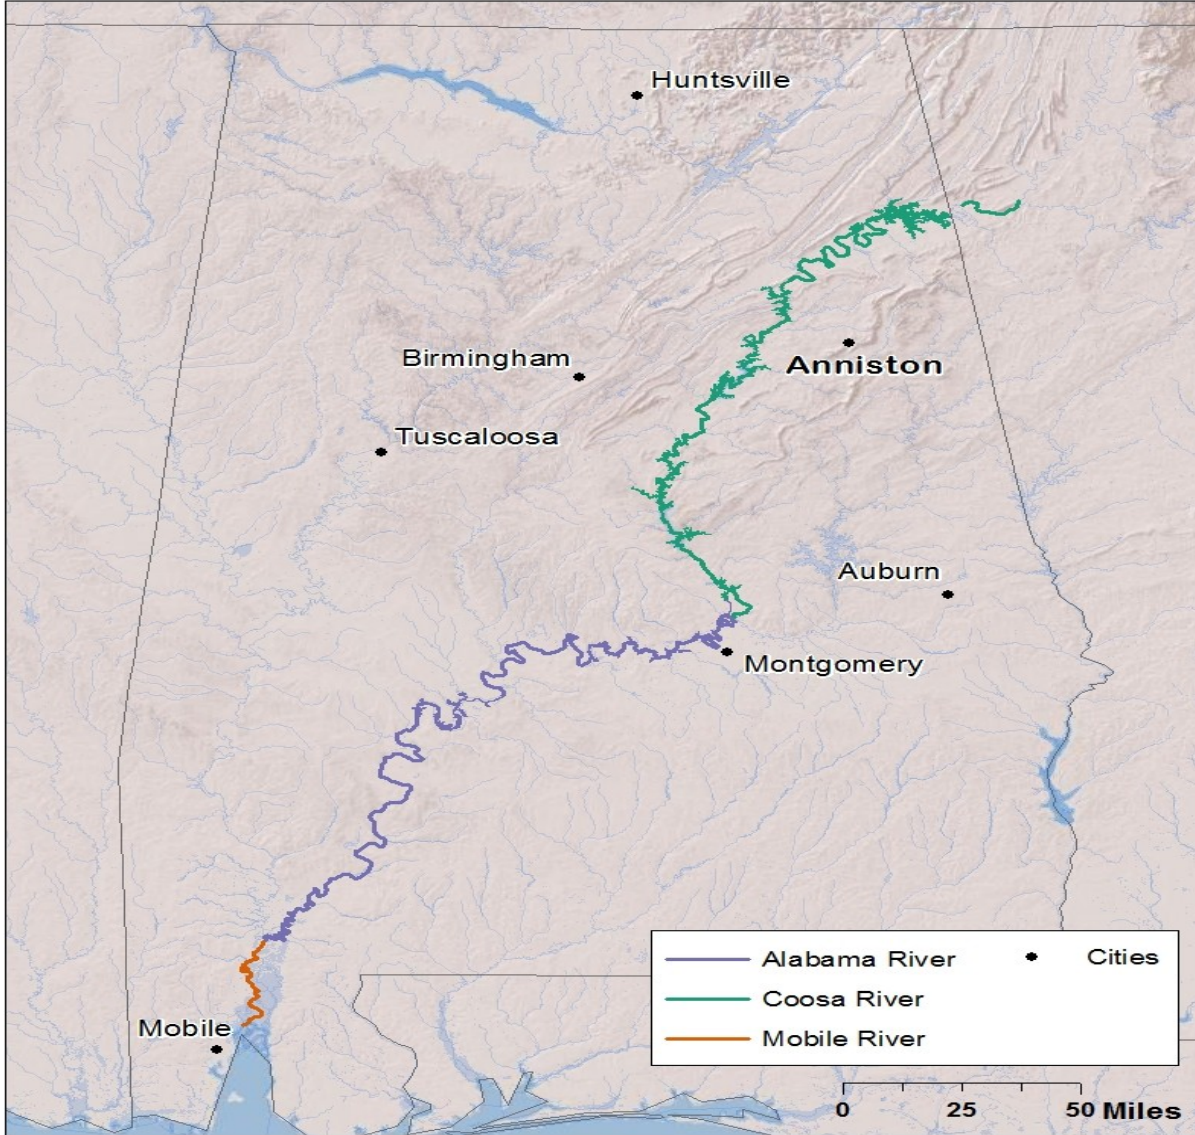 Huntsville
Birmingham
Anniston
Tuscaloosa
Auburn
Montgomery
Alabama River
Cities
Coosa River
Mobile River
Mobile
0 25 50 Miles